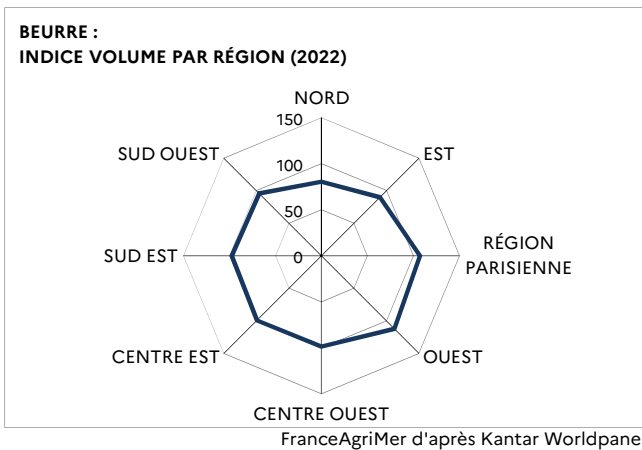 BEURRE :
INDICE VOLUME PAR RÉGION (2022)
NORD
150
SUD OUEST
EST
100
50
SUD EST
0
RÉGION
PARISIENNE
CENTRE EST
OUEST
CENTRE OUEST
FranceAgriMer d'après Kantar Worldpane